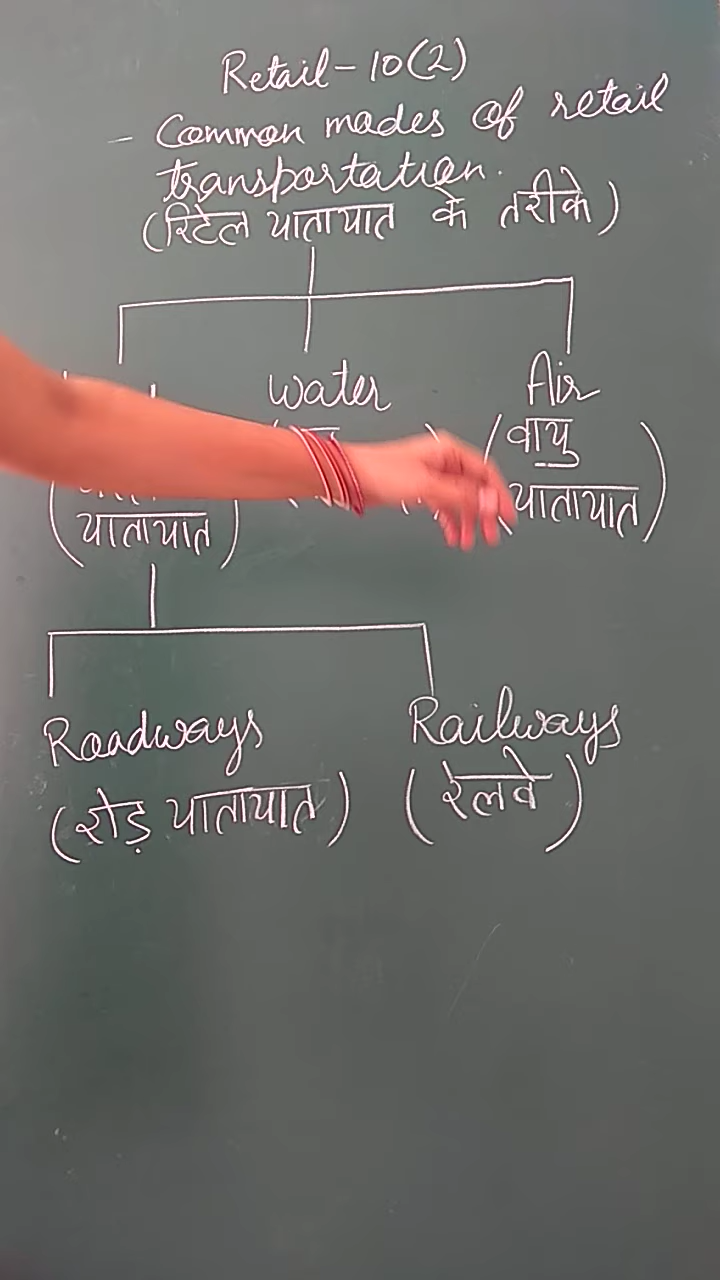 Retail - 10(2)
- Common modes of retail
transportation.
(रिटेल यातायात के तरीके)
Water
Air
(वायु
यातायात)
(
यातायात)
Roadways
(रोड़ यातायात)
Railways
(रेलवे)